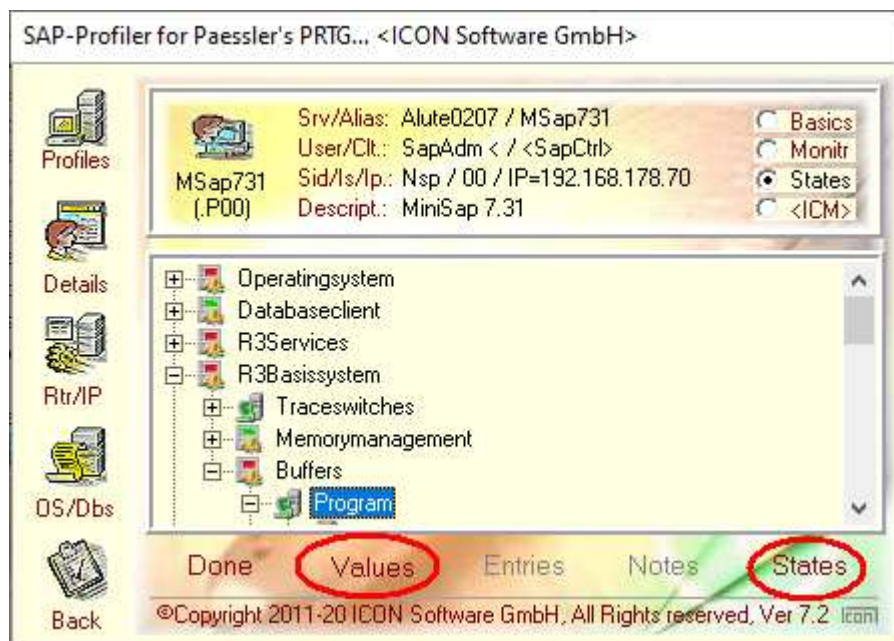 SAP-Profiler for Paessler's PRTG... <ICON Software GmbH>
Profiles
Details
Rtr/IP
OS/Dbs
Back
MSap731
(.P00)
Srv/Alias: Alute0207 / MSap731
User/Clt.: SapAdm < / <SapCtrl>
Sid/Is/Ip.: Nsp / 00 / IP=192.168.178.70
Descript.: MiniSap 7.31
Basics
Monitr
States
<ICM>
Operatingsystem
Databaseclient
R3Services
R3Basissystem
Traceswitches
Memorymanagement
Buffers
Program
Done Values Entries Notes States
©Copyright 2011-20 ICON Software GmbH, All Rights reserved, Ver 7.2 Icon